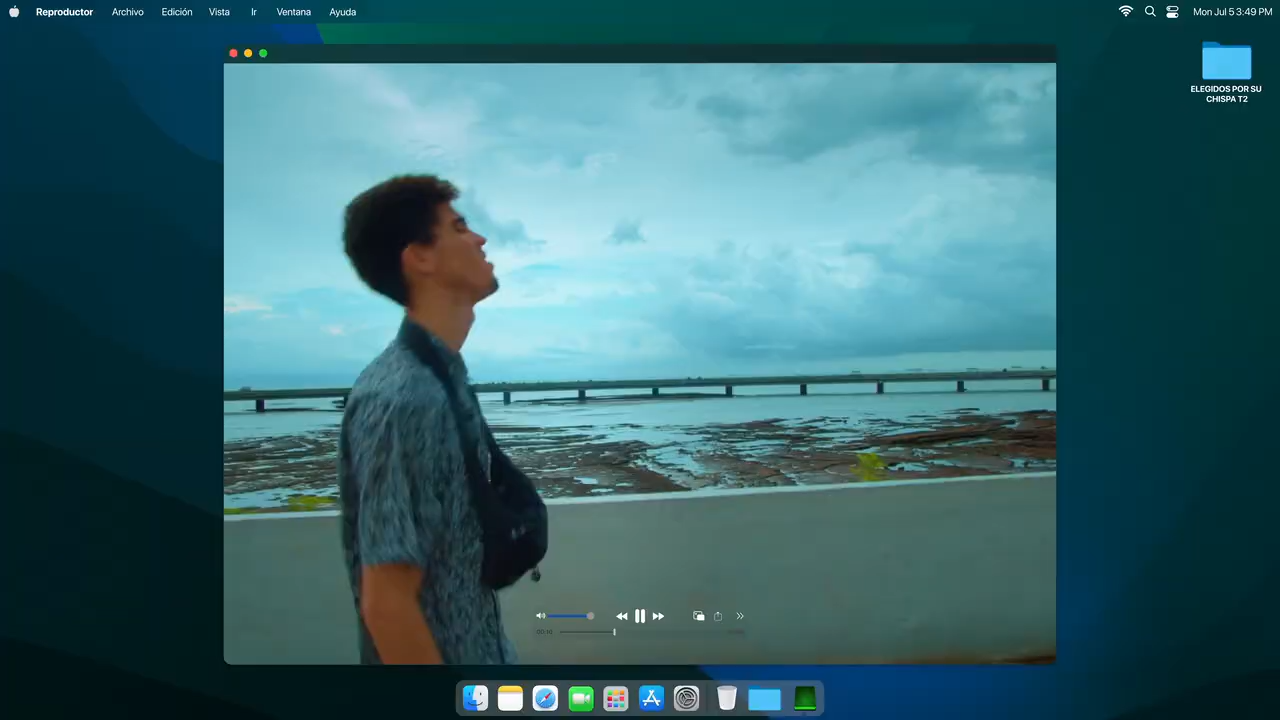 Reproductor Archivo Edición Vista Ir Ventana Ayuda
Mon Jul 5 3:49 PM
ELEGIDOS POR SU
CHISPA T2